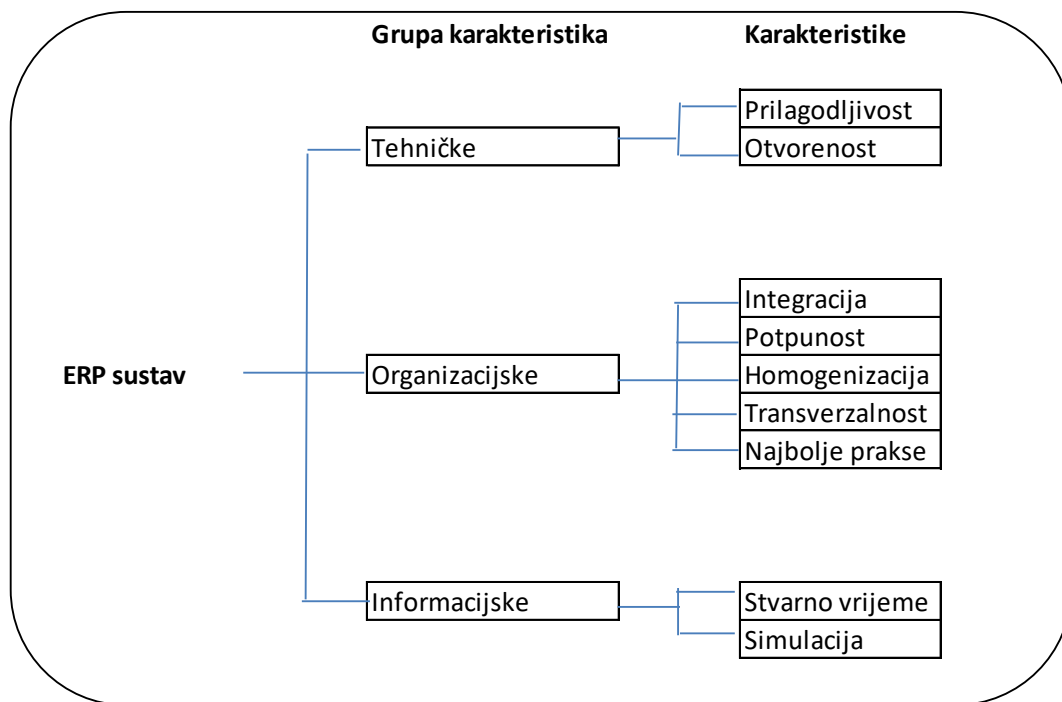 Grupa karakteristika
Karakteristike
Prilagodljivost
Tehničke
Otvorenost
Integracija
Potpunost
ERP sustav
Organizacijske
Homogenizacija
Transverzalnost
Najbolje prakse
Informacijske
Stvarno vrijeme
Simulacija